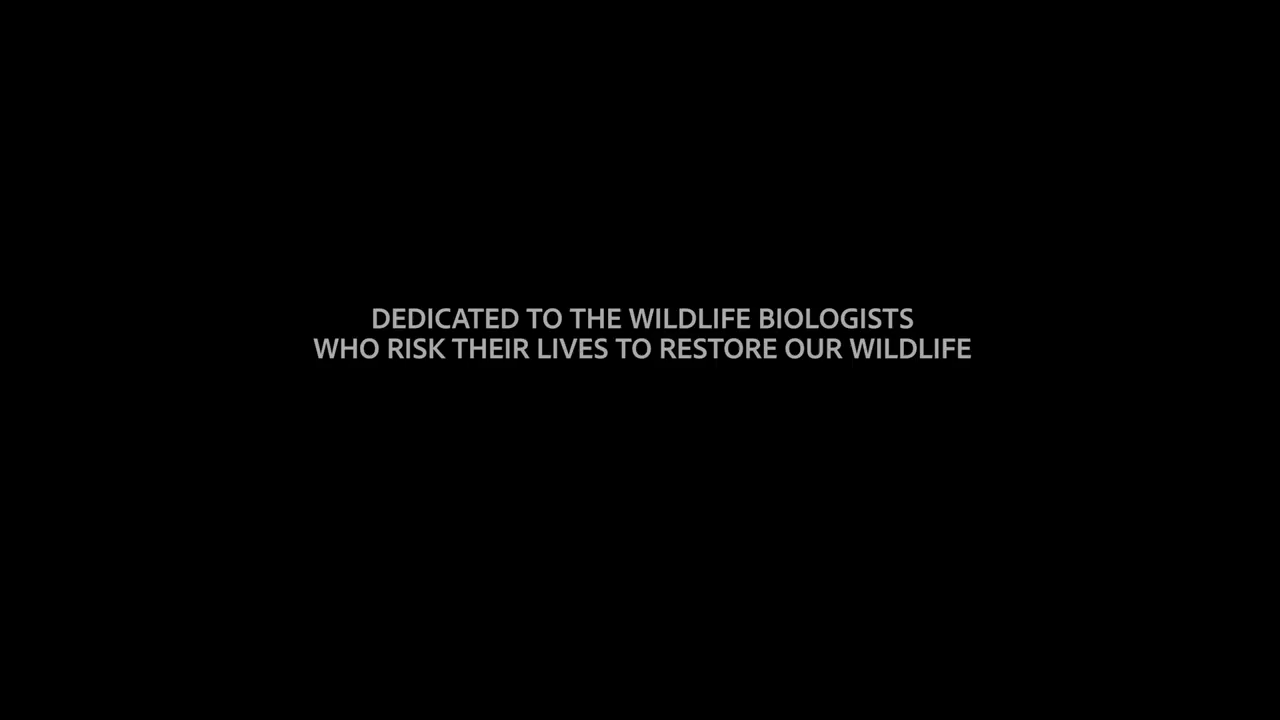 DEDICATED TO THE WILDLIFE BIOLOGISTS
WHO RISK THEIR LIVES TO RESTORE OUR WILDLIFE